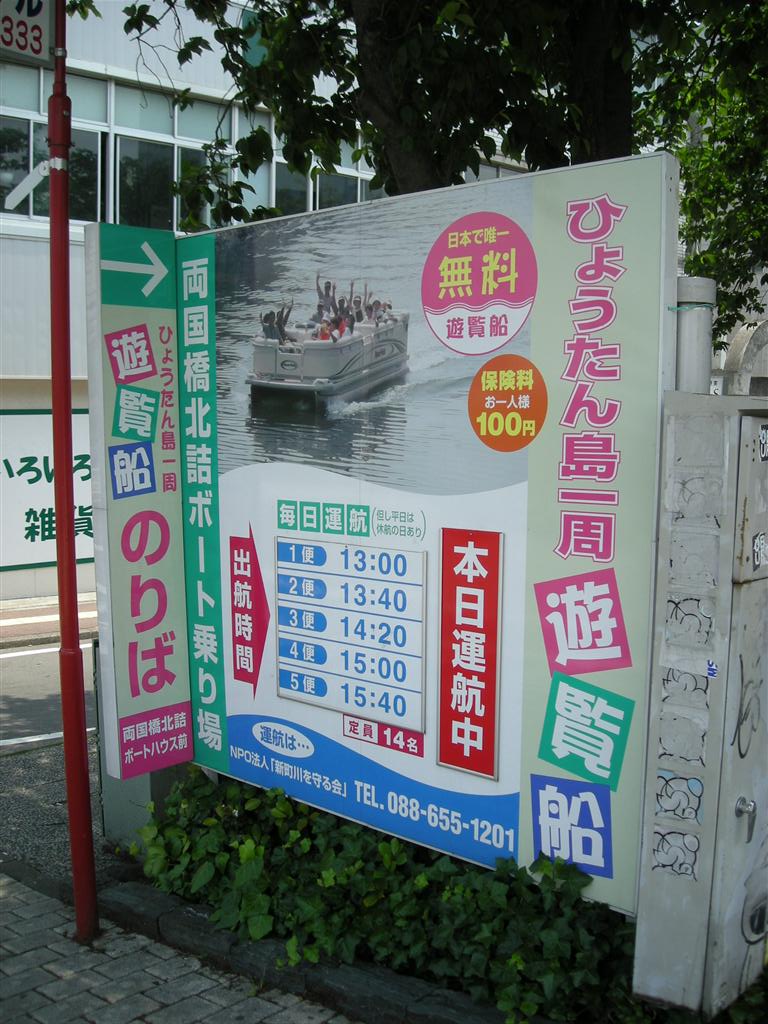 ル
333
いろいろ
雑貨
→
ひょうたん島一周
遊覧船
のりば
両国橋北詰
ボートハウス前
両国橋北詰ボート乗り場
日本で唯一
無料
遊覧船
保険料
お一人様
100円
ひょうたん島一周
遊覧船
毎日運航(但し平日は
休航の日あり)
出航時間
1便 13:00
2便 13:40
3便 14:20
4便 15:00
5便 15:40
定員 14名
本日運航中
運航は…
NPO法人「新町川を守る会」 TEL. 088-655-1201